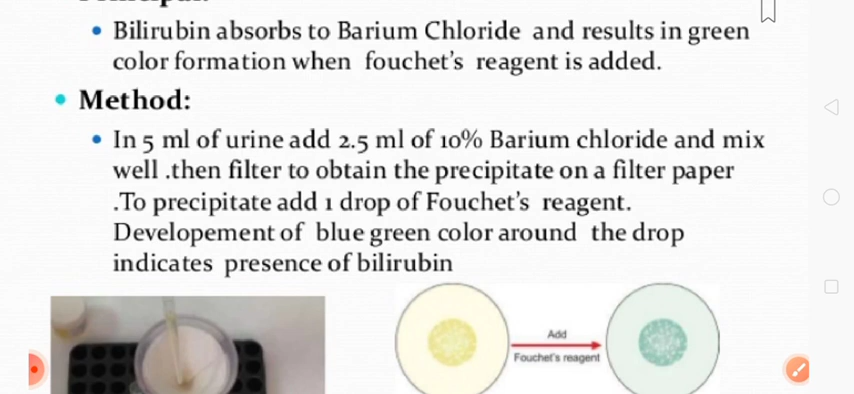 Bilirubin absorbs to Barium Chloride and results in green
color formation when fouchet's reagent is added.
Method:
In 5 ml of urine add 2.5 ml of 10% Barium chloride and mix
well .then filter to obtain the precipitate on a filter paper
.To precipitate add 1 drop of Fouchet's reagent.
Developement of blue green color around the drop
indicates presence of bilirubin
Add
Fouchet's reagent